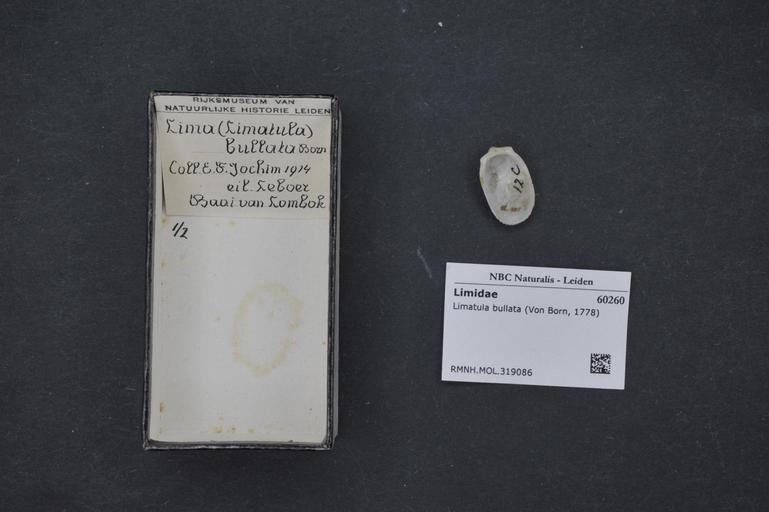 RIJKSMUSEUM VAN
NATUURLIJKE HISTORIE LEIDEN
Lima (Limatula)
bullata Born
Coll. E. F. Jochim 1914
eil. Leboer
Baai van Lombok
1/2
12 C
NBC Naturalis - Leiden
Limidae 60260
Limatula bullata (Von Born, 1778)
RMNH.MOL.319086